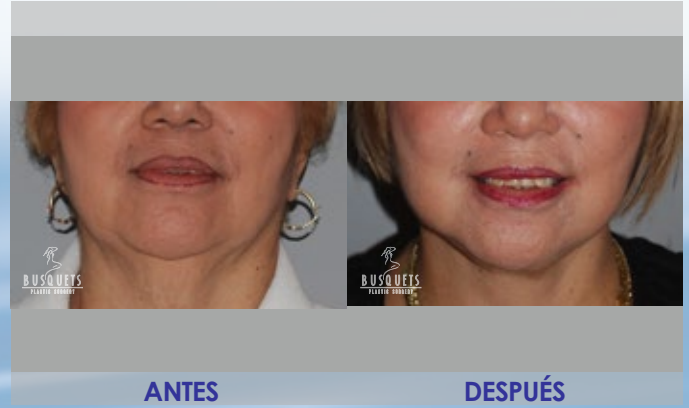 BUSQUETS
PLASTIC SURGERY
BUSQUETS
PLASTIC SURGERY
ANTES
DESPUÉS